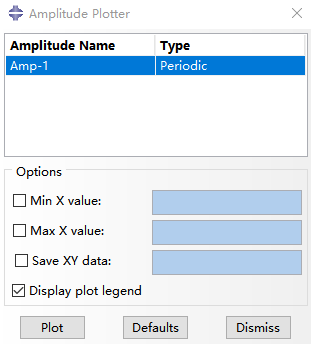 Amplitude Plotter
Amplitude Name Type
Amp-1 Periodic
Options
Min X value:
Max X value:
Save XY data:
Display plot legend
Plot Defaults Dismiss